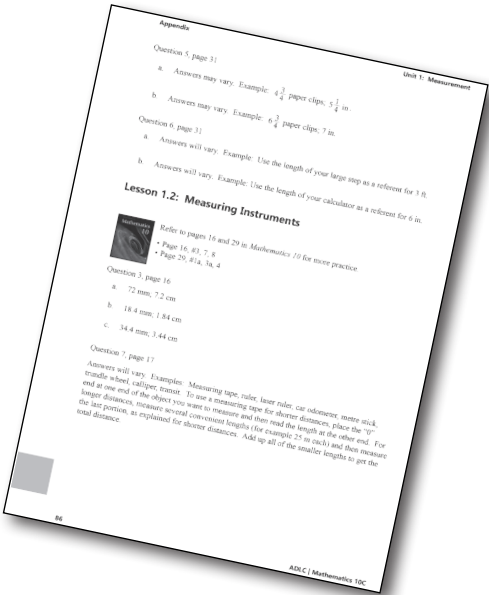 Appendix
Unit 1: Measurement
Question 5, page 31
a. Answers may vary. Example: 4 3/4 paper clips, 5 1/4 in.
b. Answers may vary. Example: 6 3/4 paper clips, 7 in.
Question 6, page 31
a. Answers will vary. Example: Use the length of your large step as a referent for 3 ft.
b. Answers will vary. Example: Use the length of your calculator as a referent for 6 in.
Lesson 1.2: Measuring Instruments
Mathematics
10
Refer to pages 16 and 29 in Mathematics 10 for more practice.
• Page 16, #3, 7, 8
• Page 29, #1a, 3a, 4
Question 3, page 16
a. 72 mm; 7.2 cm
b. 18.4 mm; 1.84 cm
c. 34.4 mm; 3.44 cm
Question 7, page 17
Answers will vary. Examples: Measuring tape, ruler, laser ruler, car odometer, metre stick,
trundle wheel, calliper, transit. To use a measuring tape for shorter distances, place the "0"
end at one end of the object you want to measure and then read the length at the other end. For
longer distances, measure several convenient lengths (for example 25 m each) and then measure
the last portion, as explained for shorter distances. Add up all of the smaller lengths to get the
total distance.
86
ADLC | Mathematics 10C